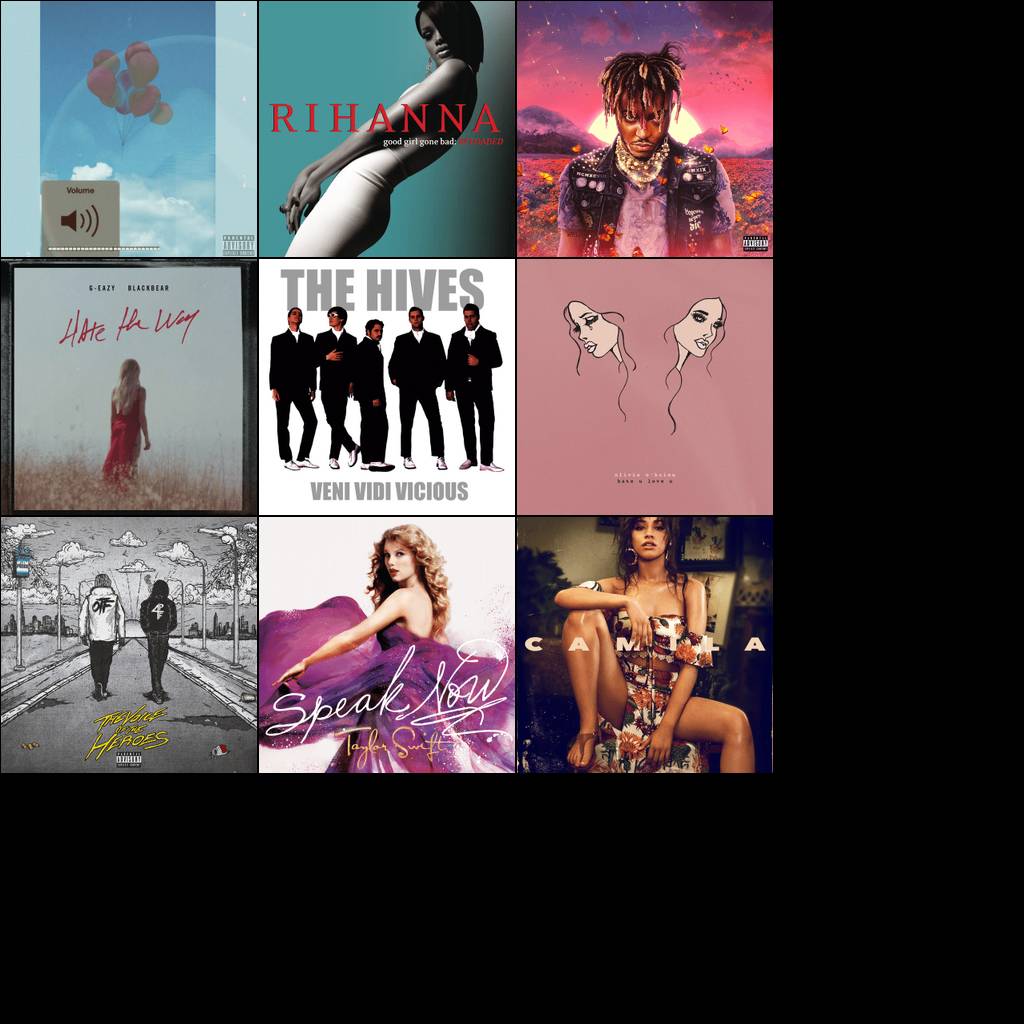 Volume
PARENTAL
ADVISORY
EXPLICIT CONTENT
RIHANNA
good girl gone bad: RELOADED
PARENTAL
ADVISORY
EXPLICIT CONTENT
G-EAZY BLACKBEAR
Hate the Way
THE HIVES
VENI VIDI VICIOUS
olivia o'brien
hate u love u
OTF
4PF
THE VOICE
OF THE
HEROES
PARENTAL
ADVISORY
EXPLICIT CONTENT
Speak Now
Taylor Swift
CAMILA